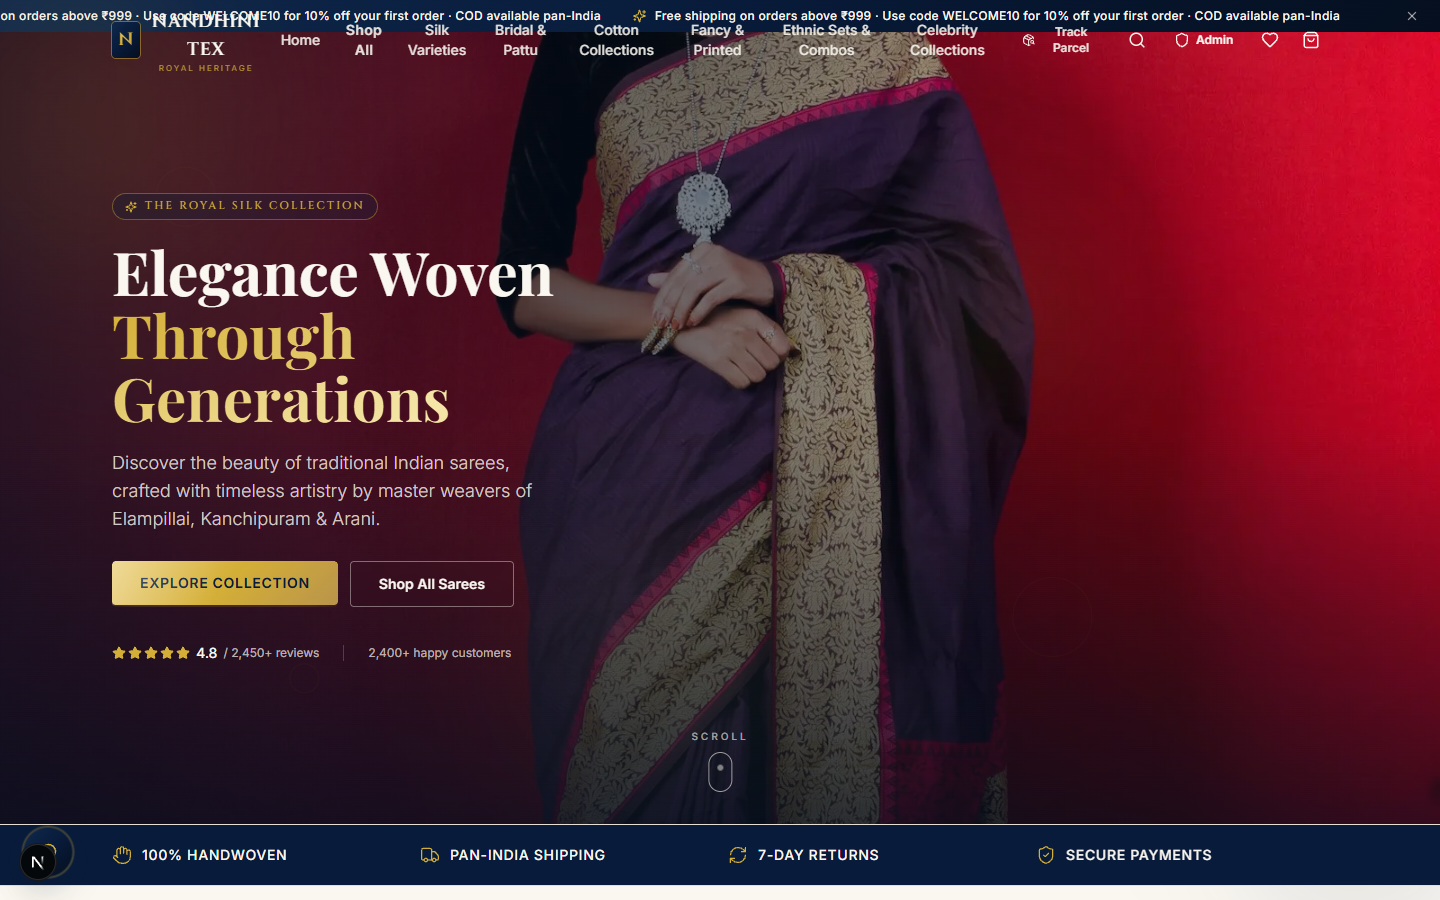 on orders above ₹999 · Use code WELCOME10 for 10% off your first order · COD available pan-India
Free shipping on orders above ₹999 · Use code WELCOME10 for 10% off your first order · COD available pan-India
N
NANDHINI
TEX
ROYAL HERITAGE
Home
Shop
All
Silk
Varieties
Bridal &
Pattu
Cotton
Collections
Fancy &
Printed
Ethnic Sets &
Combos
Celebrity
Collections
Track
Parcel
Admin
THE ROYAL SILK COLLECTION
Elegance Woven
Through
Generations
Discover the beauty of traditional Indian sarees,
crafted with timeless artistry by master weavers of
Elampillai, Kanchipuram & Arani.
EXPLORE COLLECTION
Shop All Sarees
4.8 / 2,450+ reviews
2,400+ happy customers
SCROLL
N
100% HANDWOVEN
PAN-INDIA SHIPPING
7-DAY RETURNS
SECURE PAYMENTS